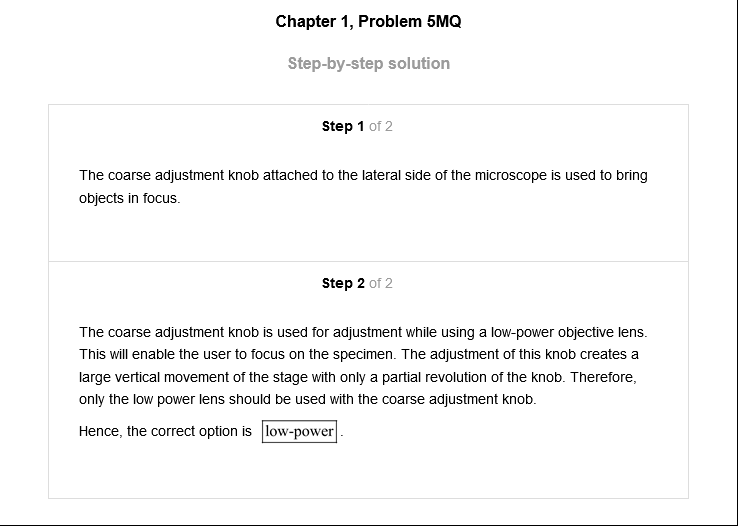 Chapter 1, Problem 5MQ
Step-by-step solution
Step 1 of 2
The coarse adjustment knob attached to the lateral side of the microscope is used to bring
objects in focus.
Step 2 of 2
The coarse adjustment knob is used for adjustment while using a low-power objective lens.
This will enable the user to focus on the specimen. The adjustment of this knob creates a
large vertical movement of the stage with only a partial revolution of the knob. Therefore,
only the low power lens should be used with the coarse adjustment knob.
Hence, the correct option is low-power.